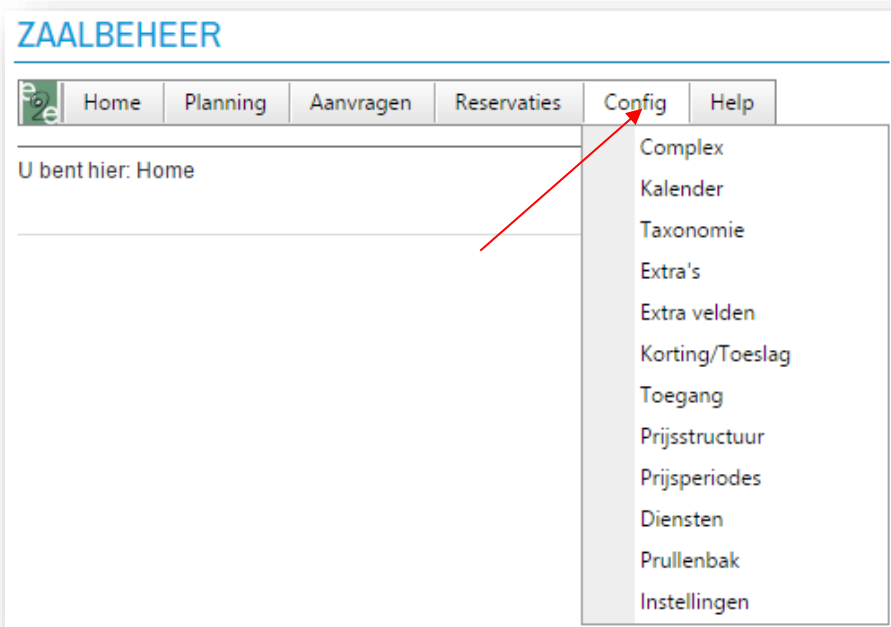 ZAALBEHEER
e2e Home Planning Aanvragen Reservaties Config Help
U bent hier: Home
Complex
Kalender
Taxonomie
Extra's
Extra velden
Korting/Toeslag
Toegang
Prijsstructuur
Prijsperiodes
Diensten
Prullenbak
Instellingen